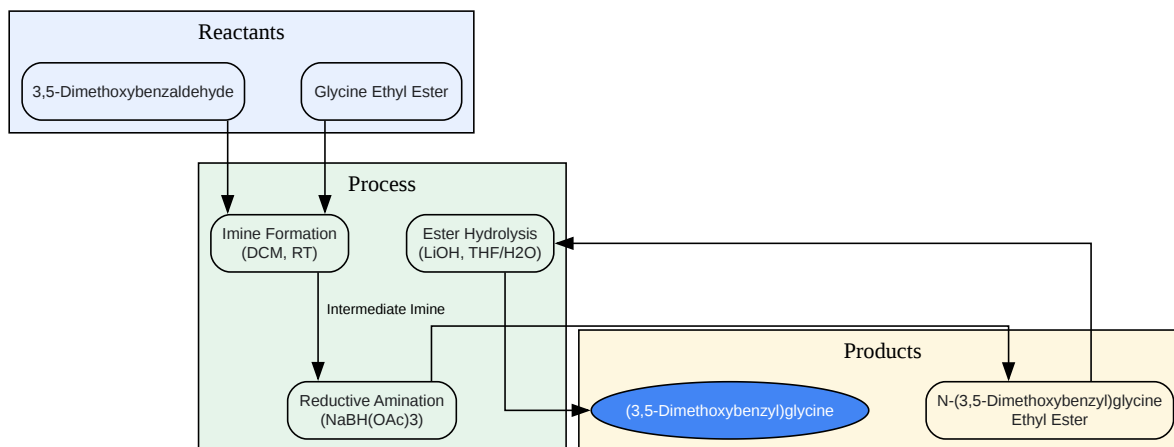 Reactants
3,5-Dimethoxybenzaldehyde
Glycine Ethyl Ester
Process
Imine Formation
(DCM, RT)
Ester Hydrolysis
(LiOH, THF/H2O)
Intermediate Imine
Reductive Amination
(NaBH(OAc)3)
Products
(3,5-Dimethoxybenzyl)glycine
N-(3,5-Dimethoxybenzyl)glycine
Ethyl Ester